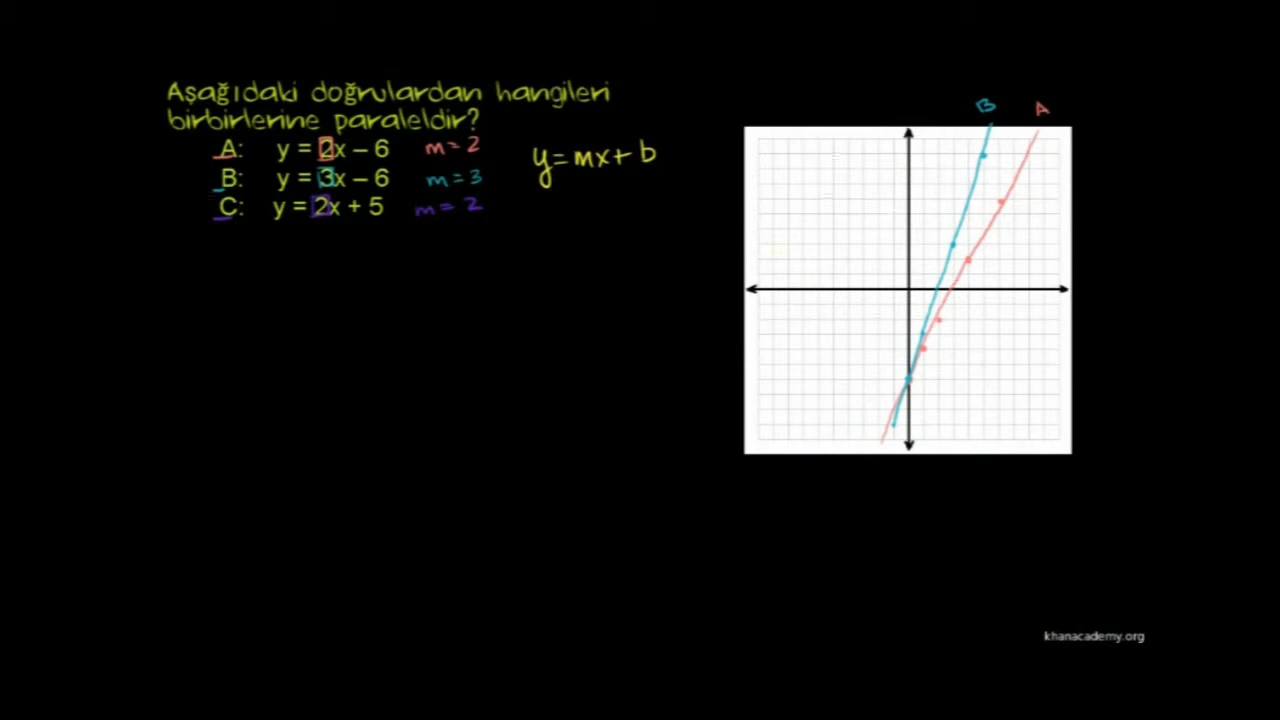 Aşağıdaki doğrulardan hangileri
birbirlerine paraleldir?
A: y = 2x – 6 m = 2
B: y = 3x – 6 m = 3
C: y = 2x + 5 m = 2
y = mx + b
B A
khanacademy.org